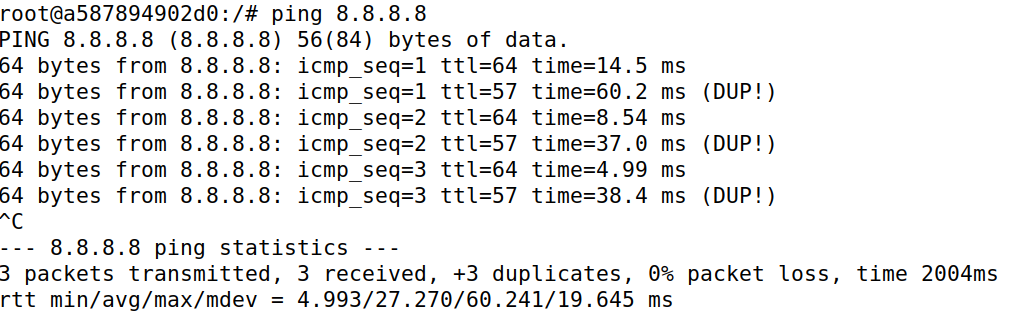 root@a587894902d0:/# ping 8.8.8.8
PING 8.8.8.8 (8.8.8.8) 56(84) bytes of data.
64 bytes from 8.8.8.8: icmp_seq=1 ttl=64 time=14.5 ms
64 bytes from 8.8.8.8: icmp_seq=1 ttl=57 time=60.2 ms (DUP!)
64 bytes from 8.8.8.8: icmp_seq=2 ttl=64 time=8.54 ms
64 bytes from 8.8.8.8: icmp_seq=2 ttl=57 time=37.0 ms (DUP!)
64 bytes from 8.8.8.8: icmp_seq=3 ttl=64 time=4.99 ms
64 bytes from 8.8.8.8: icmp_seq=3 ttl=57 time=38.4 ms (DUP!)
^C
--- 8.8.8.8 ping statistics ---
3 packets transmitted, 3 received, +3 duplicates, 0% packet loss, time 2004ms
rtt min/avg/max/mdev = 4.993/27.270/60.241/19.645 ms